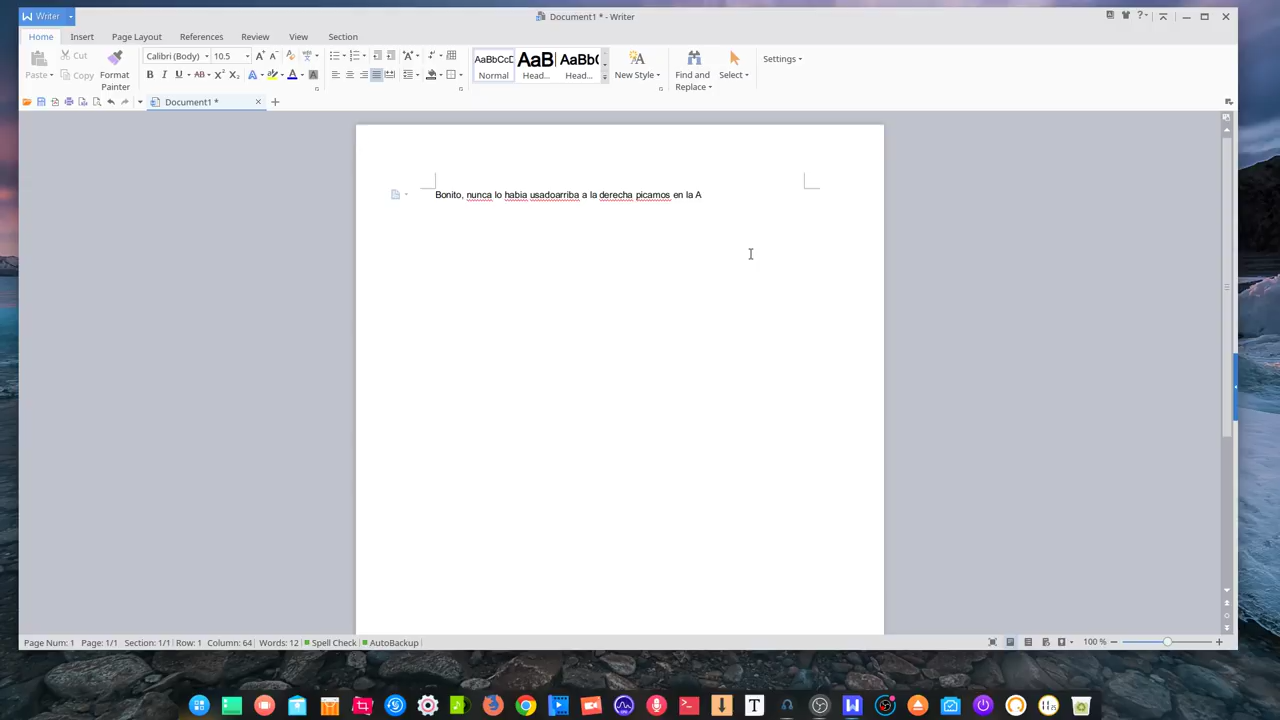 Writer
Document1 * - Writer
Home Insert Page Layout References Review View Section
Paste Cut Copy Format Painter
Calibri (Body) 10.5
AaBbCcD AaB AaBb
Normal Head... Head...
New Style Find and Replace Select Settings
Document1 *
Bonito, nunca lo habia usadoarriba a la derecha picamos en la A
Page Num: 1 Page: 1/1 Section: 1/1 Row: 1 Column: 64 Words: 12 Spell Check AutoBackup 100 %